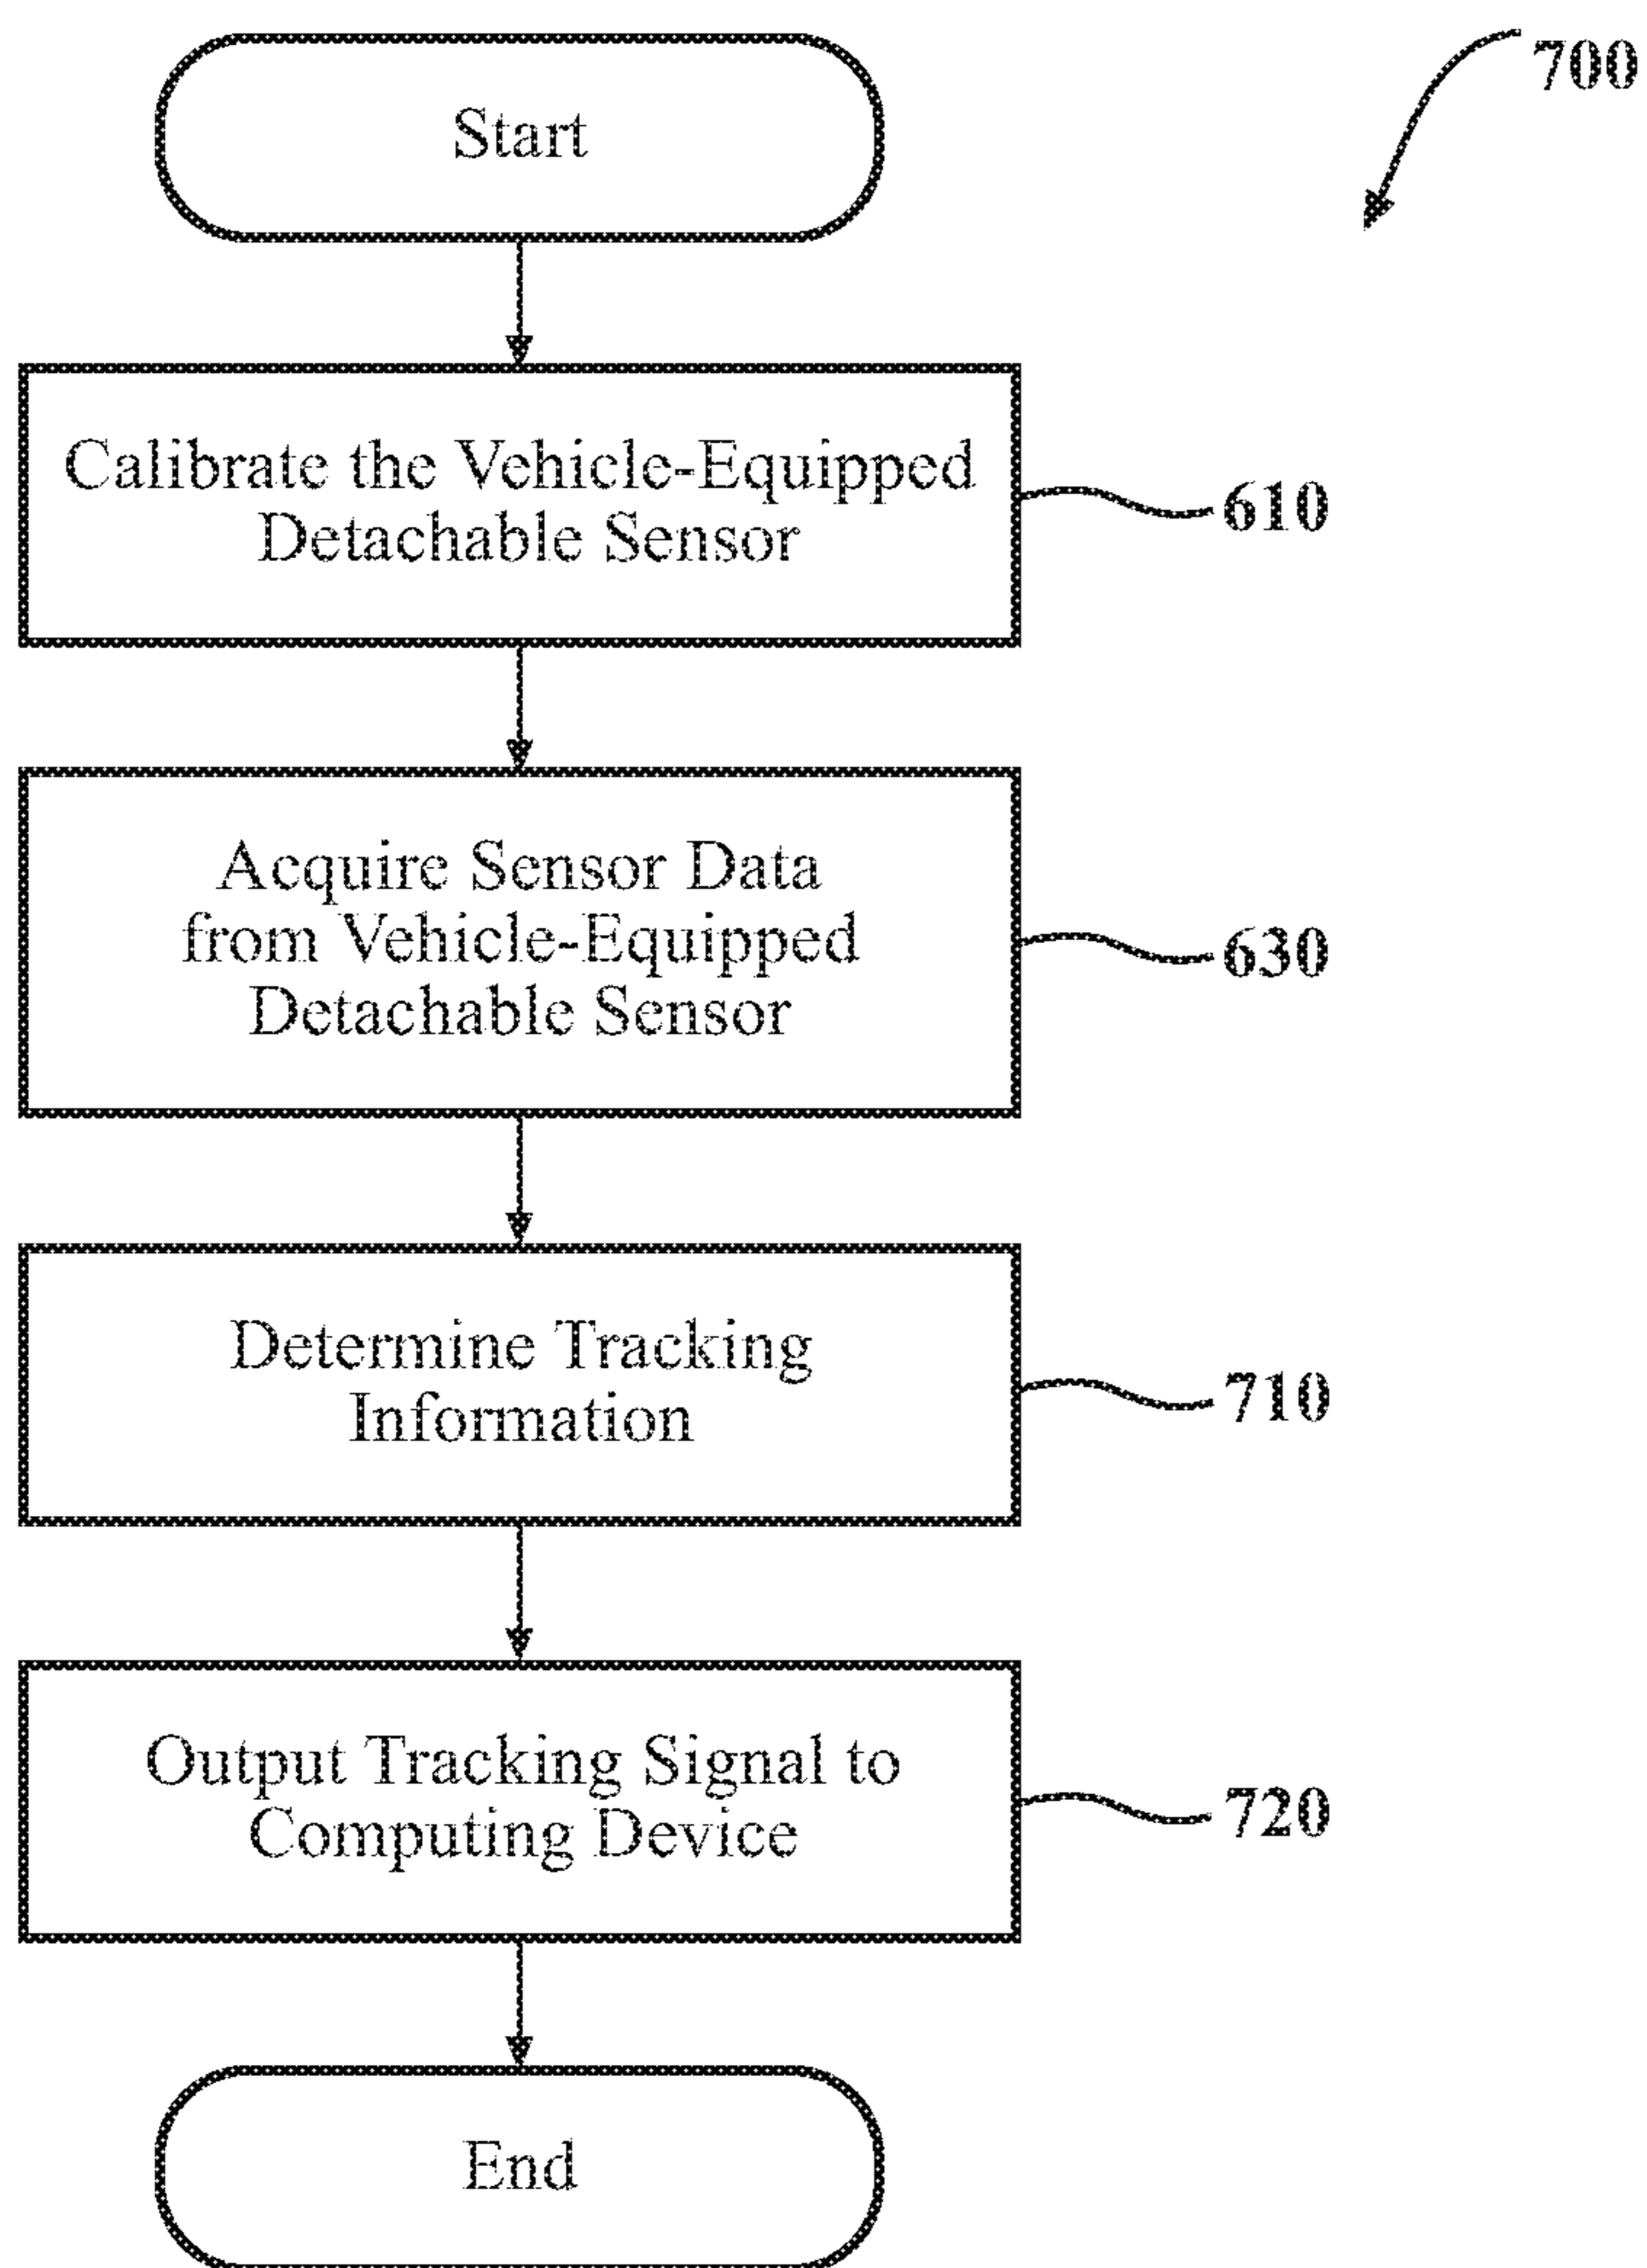 700
Start
Calibrate the Vehicle-Equipped
Detachable Sensor
610
Acquire Sensor Data
from Vehicle-Equipped
Detachable Sensor
630
Determine Tracking
Information
710
Output Tracking Signal to
Computing Device
720
End